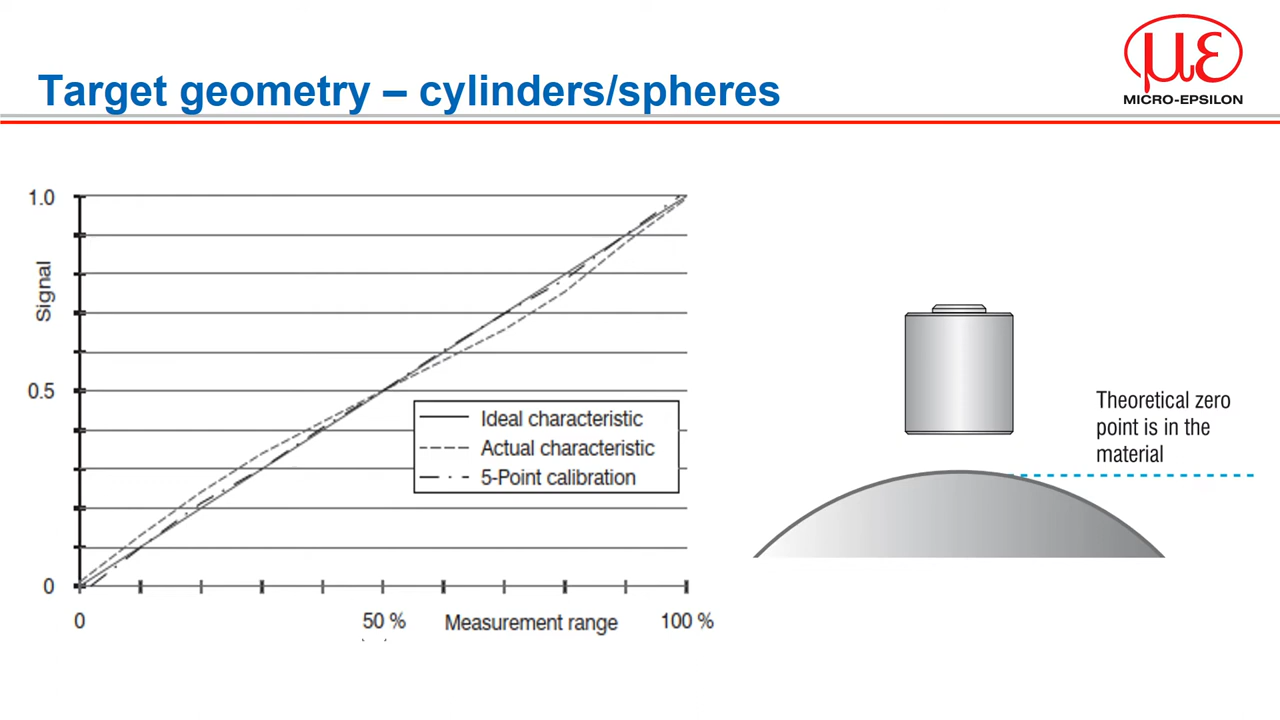 με
MICRO-EPSILON
Target geometry – cylinders/spheres
1.0
Signal
0.5
0
Ideal characteristic
Actual characteristic
5-Point calibration
0
50 %
Measurement range
100 %
Theoretical zero
point is in the
material